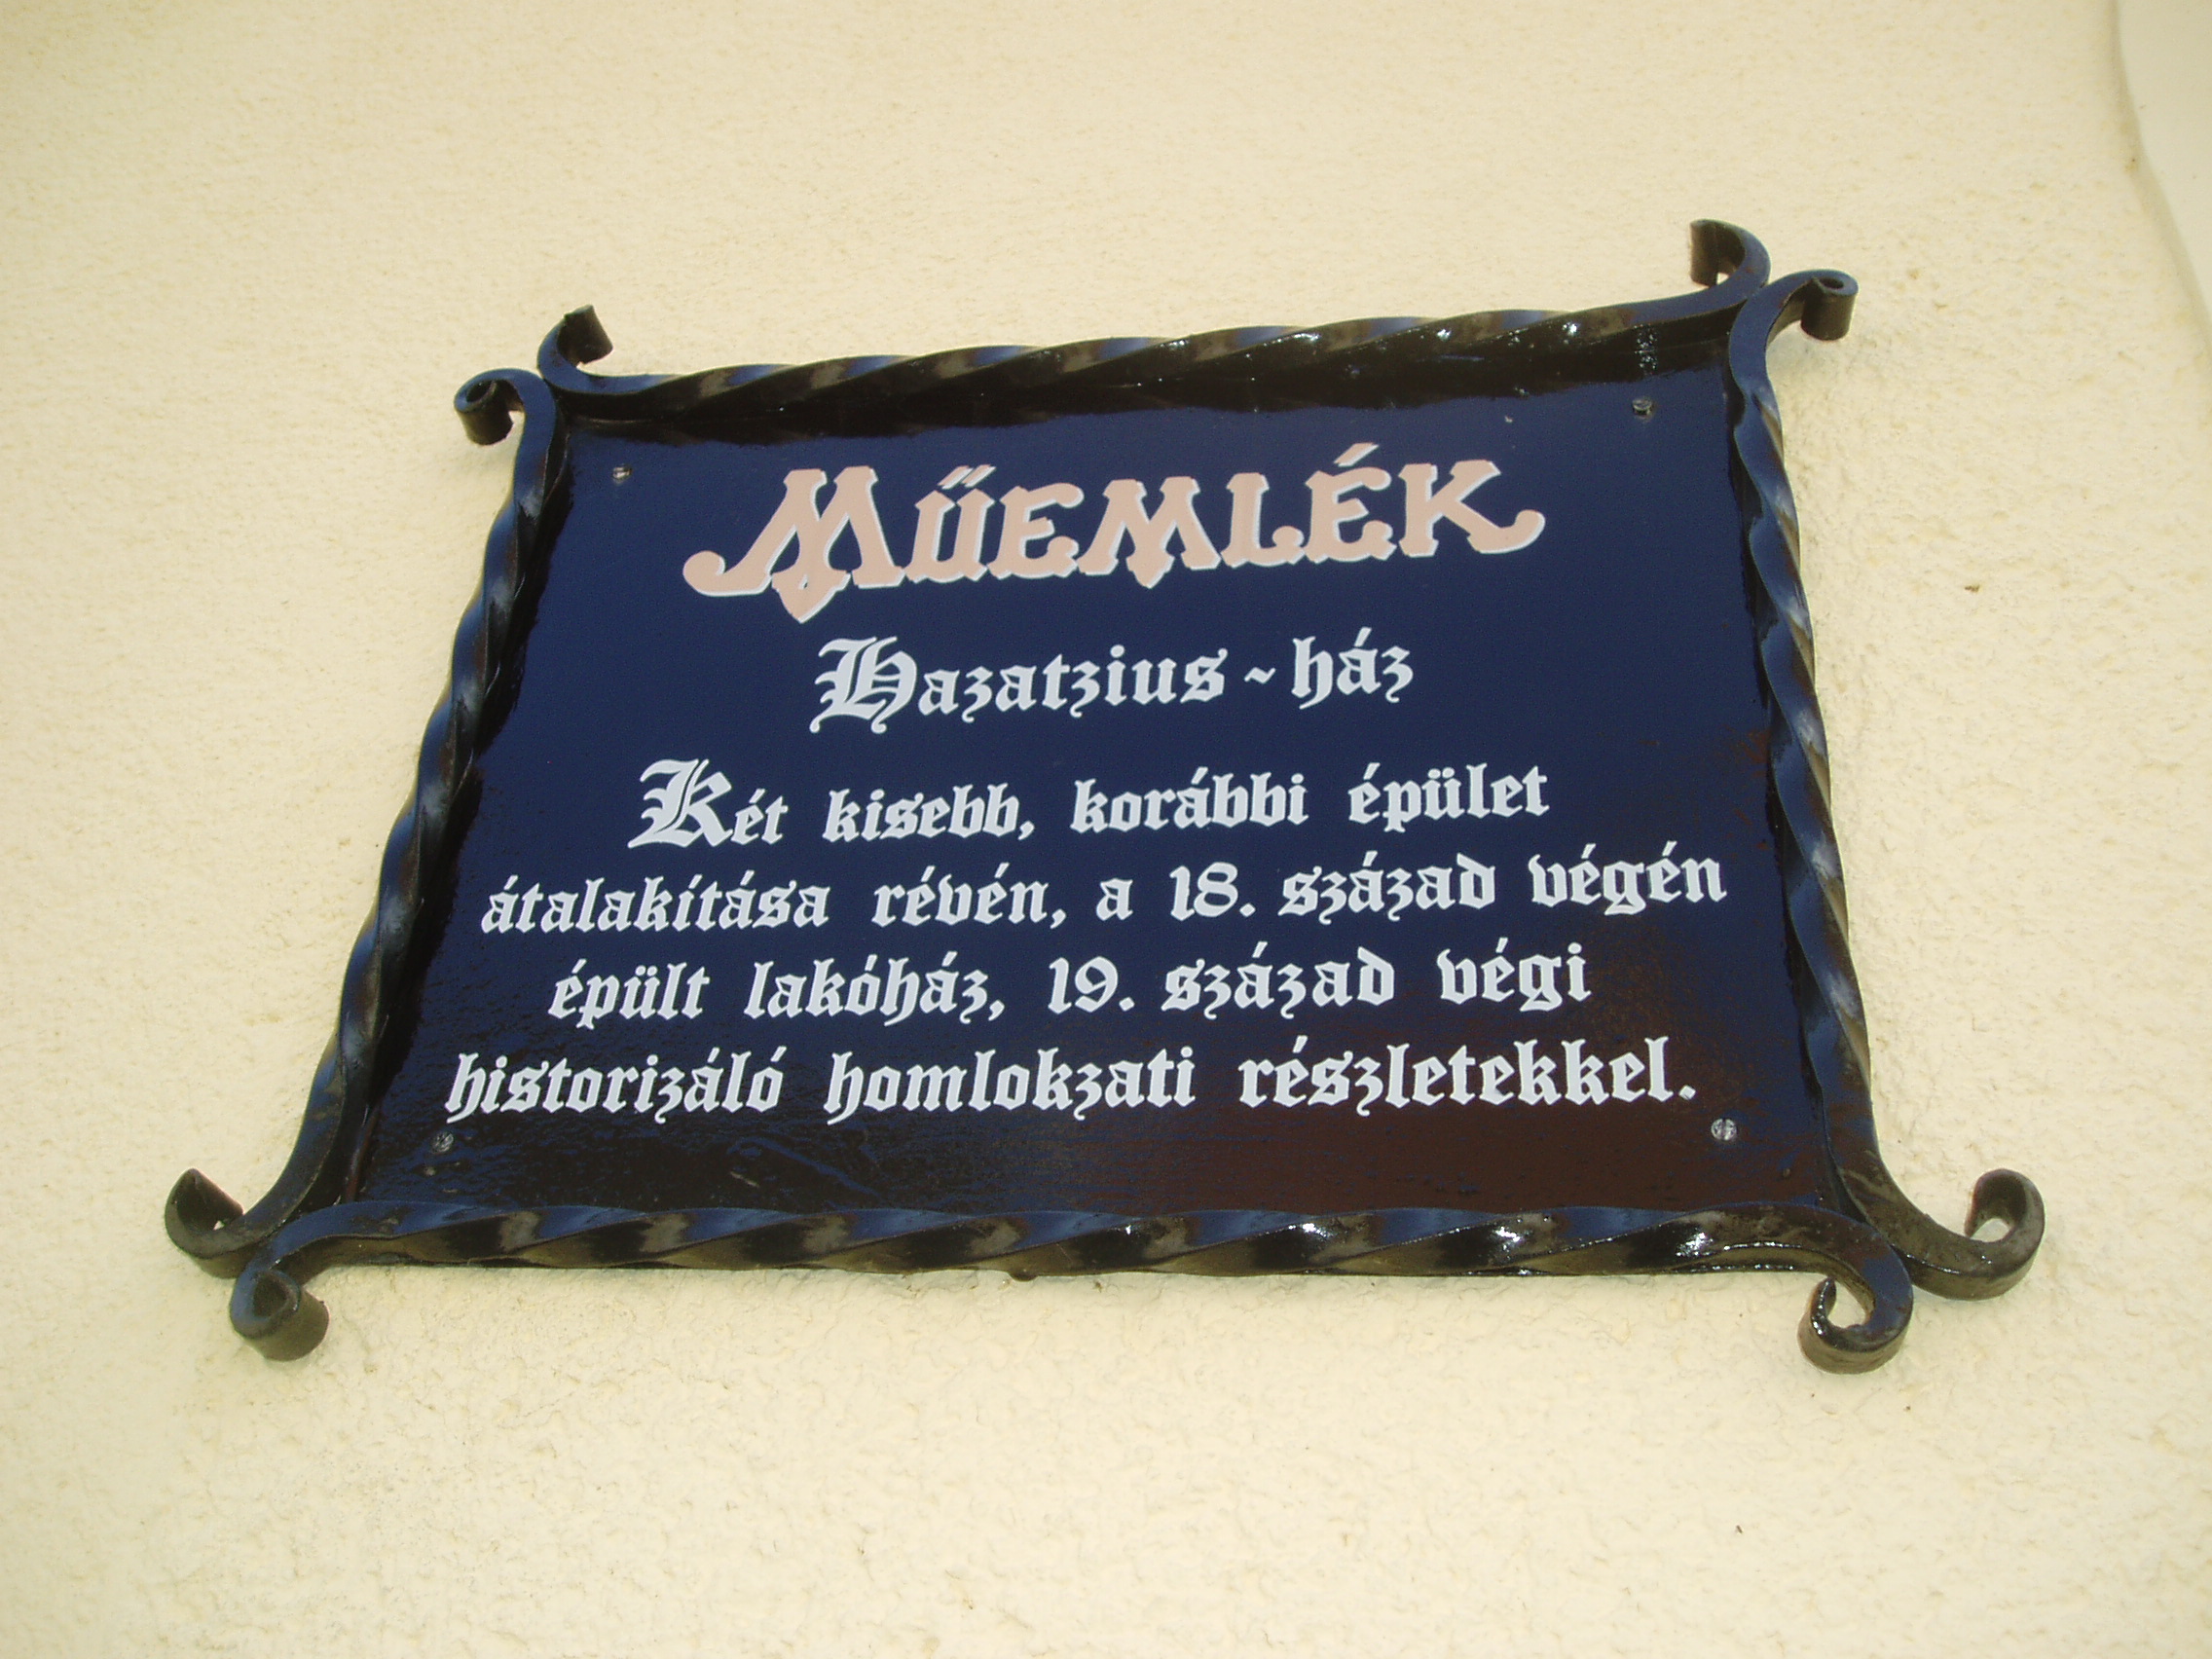 MŰEMLÉK
Hazatzius ~ ház
Két kisebb, korábbi épület
átalakítása révén, a 18. század végén
épült lakóház, 19. század végi
historizáló homlokzati részletekkel.